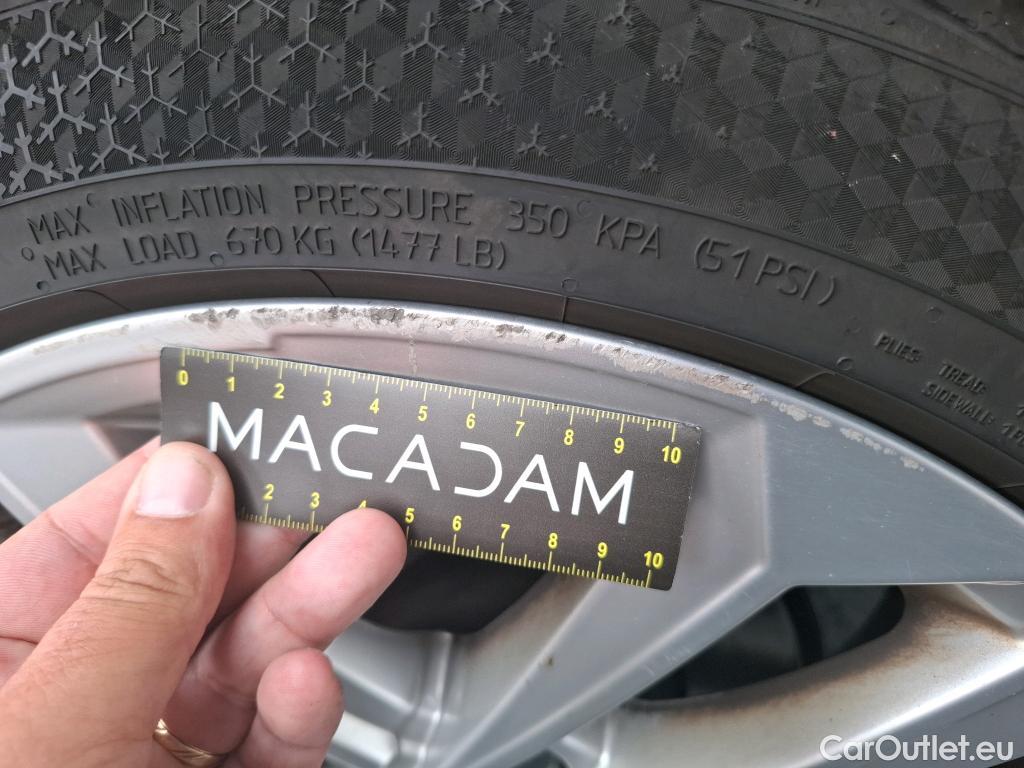 MAX INFLATION PRESSURE 350 KPA (51 PSI)
MAX LOAD 670 KG (1477 LB)
PLIES: TREAD
SIDEWALL: 1
0 1 2 3 4 5 6 7 8 9 10
MACADAM
2 3 4 5 6 7 8 9 10
CarOutlet.eu